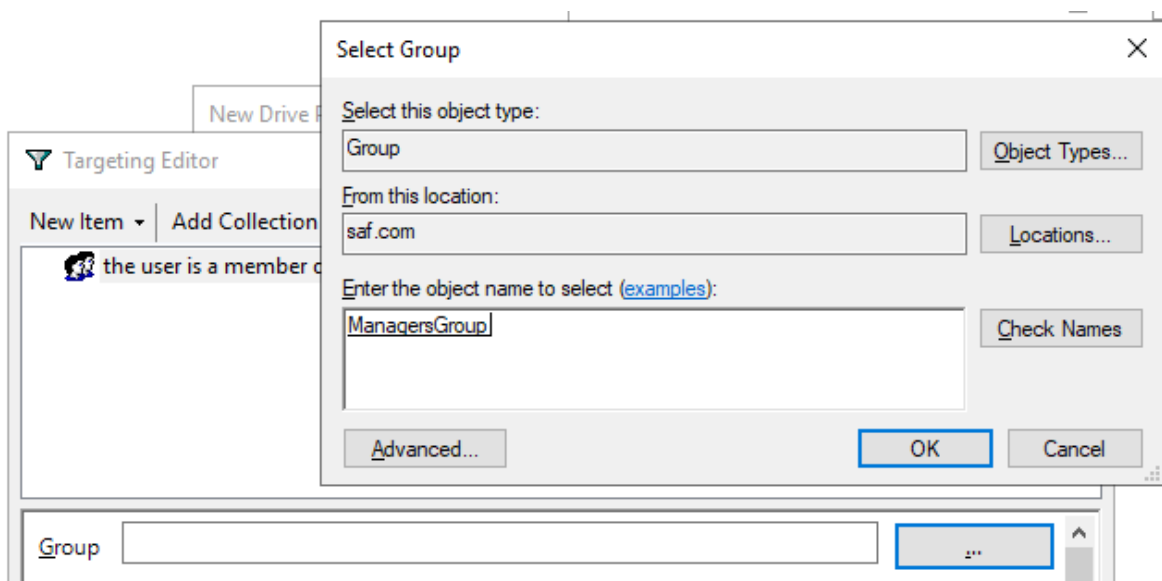 Select Group
Select this object type:
New Drive
Group
Object Types...
Targeting Editor
From this location:
New Item
Add Collection
saf.com
Locations...
the user is a member
Enter the object name to select (examples):
ManagersGroup
Check Names
Advanced...
OK
Cancel
Group
...